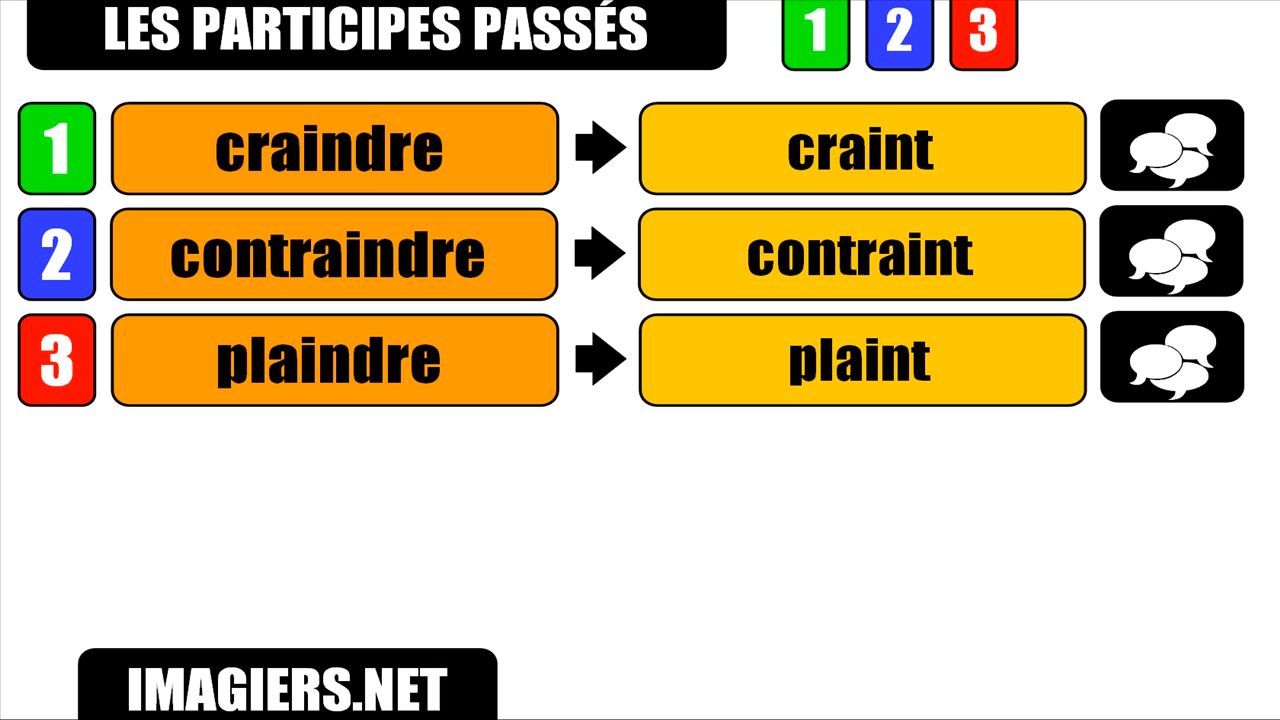 LES PARTICIPES PASSÉS 1 2 3
1 craindre craint
2 contraindre contraint
3 plaindre plaint
IMAGIERS.NET